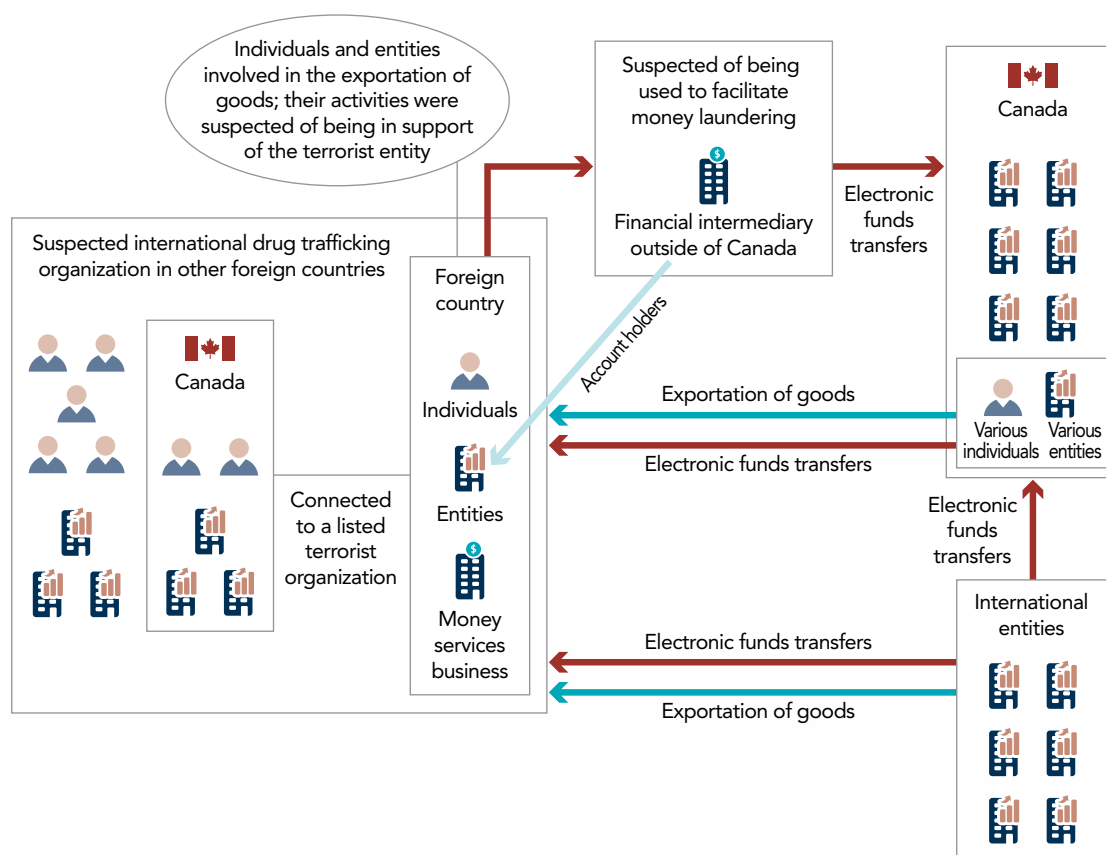 Individuals and entities
involved in the exportation of
goods; their activities were
suspected of being in support
of the terrorist entity
Suspected of being
used to facilitate
money laundering
$
Financial intermediary
outside of Canada
Electronic
funds
transfers
Canada
Suspected international drug trafficking
organization in other foreign countries
Canada
Connected
to a listed
terrorist
organization
Foreign
country
Individuals
Entities
$
Money
services
business
Account holders
Exportation of goods
Electronic funds transfers
Various
individuals
Various
entities
Electronic
funds
transfers
International
entities
Electronic funds transfers
Exportation of goods